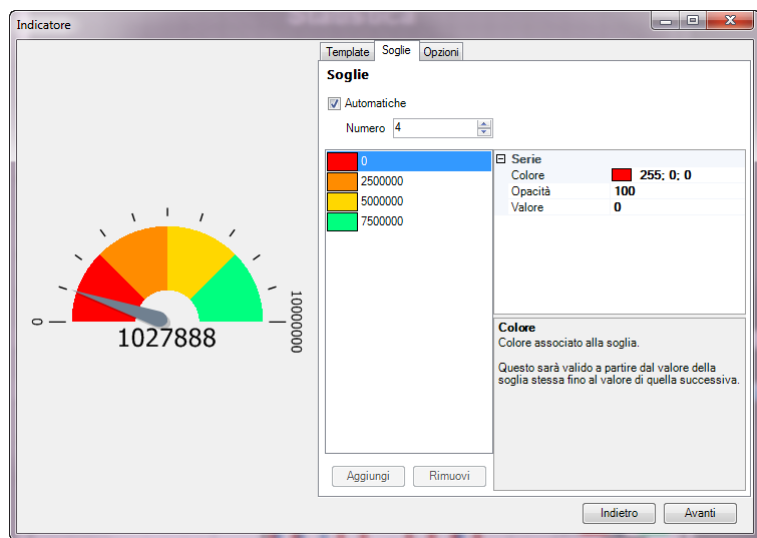 Indicatore
Template Soglie Opzioni
Soglie
Automatiche
Numero 4
0
2500000
5000000
7500000
Serie
Colore 255; 0; 0
Opacità 100
Valore 0
0
10000000
1027888
Colore
Colore associato alla soglia.
Questo sarà valido a partire dal valore della
soglia stessa fino al valore di quella successiva.
Aggiungi Rimuovi
Indietro Avanti